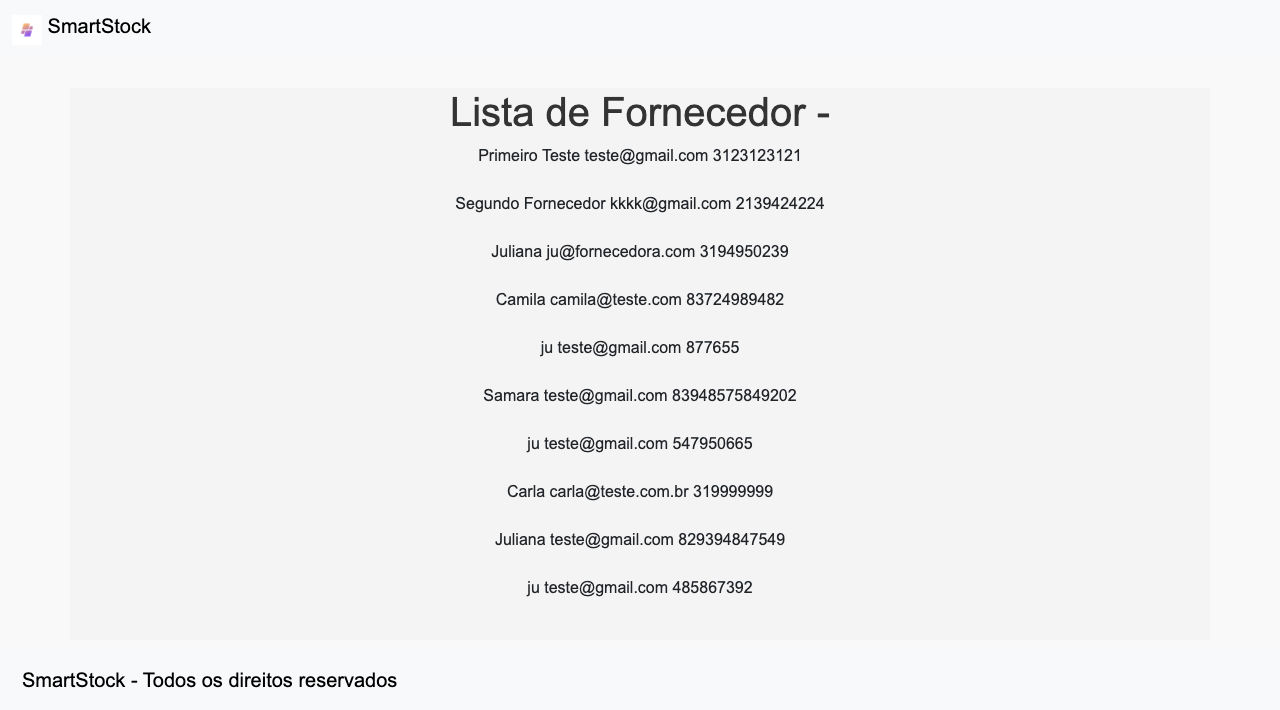 SmartStock
Lista de Fornecedor -
Primeiro Teste teste@gmail.com 3123123121
Segundo Fornecedor kkkk@gmail.com 2139424224
Juliana ju@fornecedora.com 3194950239
Camila camila@teste.com 83724989482
ju teste@gmail.com 877655
Samara teste@gmail.com 83948575849202
ju teste@gmail.com 547950665
Carla carla@teste.com.br 319999999
Juliana teste@gmail.com 829394847549
ju teste@gmail.com 485867392
SmartStock - Todos os direitos reservados